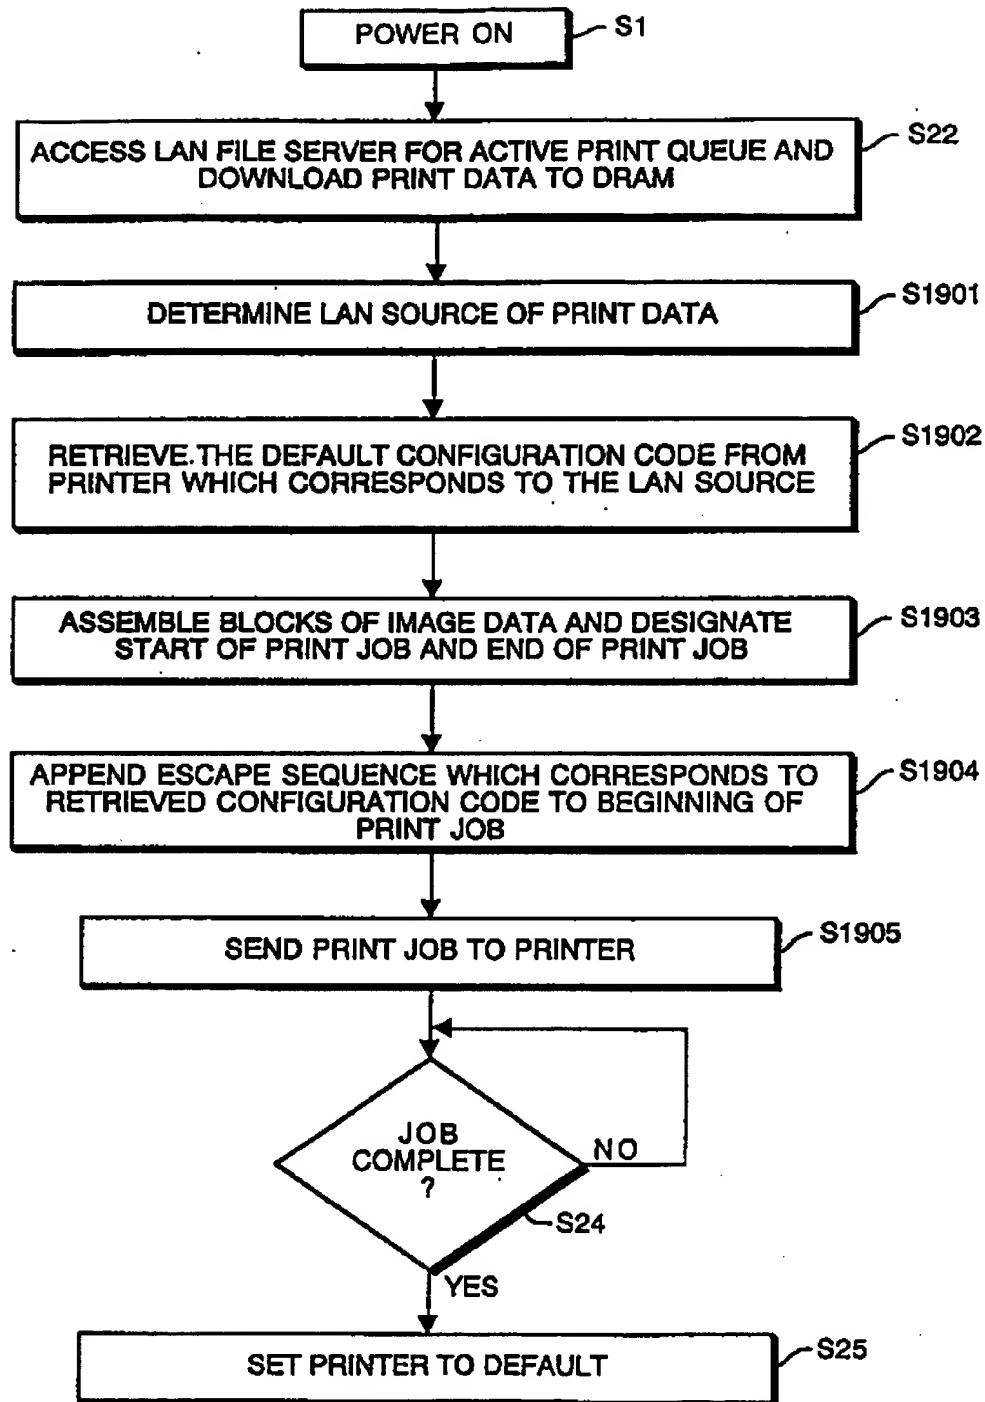 POWER ON
S1
ACCESS LAN FILE SERVER FOR ACTIVE PRINT QUEUE AND
DOWNLOAD PRINT DATA TO DRAM
S22
DETERMINE LAN SOURCE OF PRINT DATA
S1901
RETRIEVE THE DEFAULT CONFIGURATION CODE FROM
PRINTER WHICH CORRESPONDS TO THE LAN SOURCE
S1902
ASSEMBLE BLOCKS OF IMAGE DATA AND DESIGNATE
START OF PRINT JOB AND END OF PRINT JOB
S1903
APPEND ESCAPE SEQUENCE WHICH CORRESPONDS TO
RETRIEVED CONFIGURATION CODE TO BEGINNING OF
PRINT JOB
S1904
SEND PRINT JOB TO PRINTER
S1905
JOB
COMPLETE
?
NO
S24
YES
SET PRINTER TO DEFAULT
S25